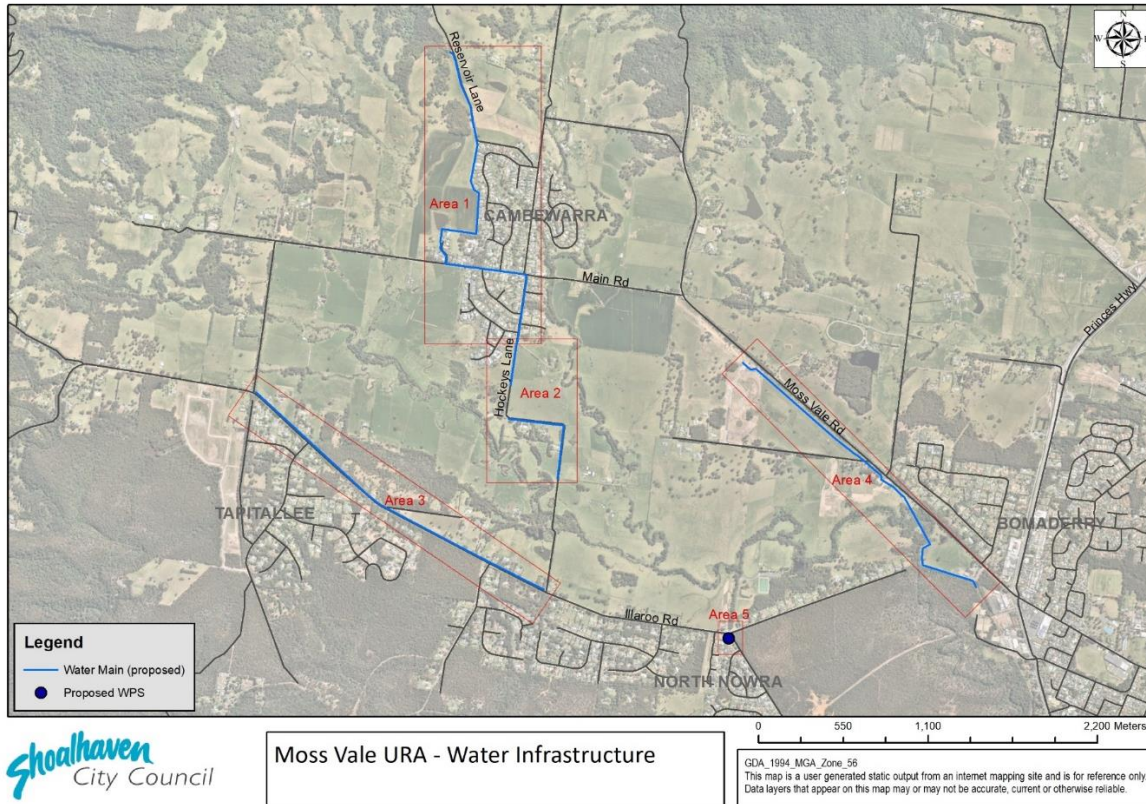 N
W
E
S
Reservoir Lane
Area 1
CAMBEWARRA
Main Rd
Princes Hwy
Hockeys Lane
Area 2
Moss Vale Rd
Area 3
Area 4
TAPITALLEE
BOMADERRY
Illaroo Rd
Area 5
NORTH NOWRA
Legend
Water Main (proposed)
Proposed WPS
Shoalhaven
City Council
Moss Vale URA - Water Infrastructure
0 550 1,100 2,200 Meters
GDA_1994_MGA_Zone_56
This map is a user generated static output from an internet mapping site and is for reference only.
Data layers that appear on this map may or may not be accurate, current or otherwise reliable.